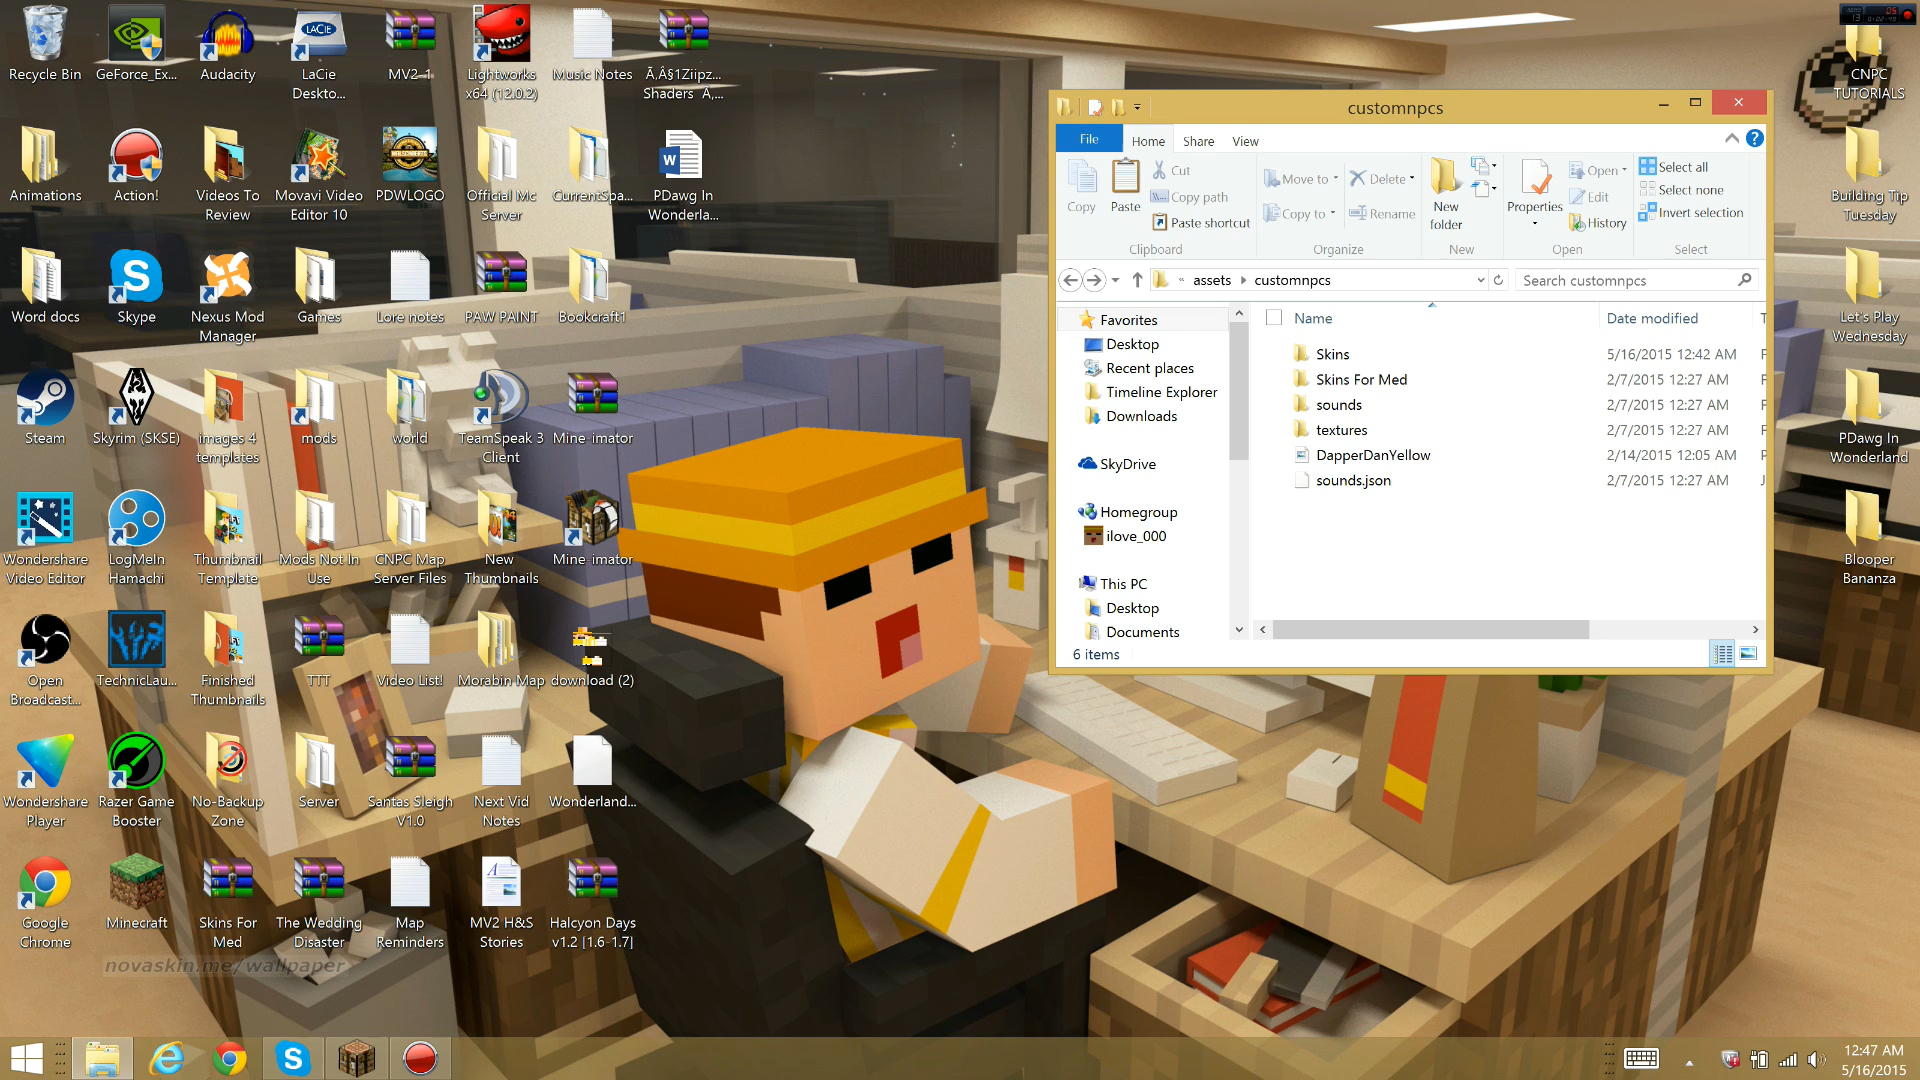 Recycle Bin
GeForce_Ex...
Audacity
LaCie
Deskto...
MV2-1
Lightworks
x64 (12.0.2)
Music Notes
Ã,Â§1Ziipz...
Shaders Ã,...
CNPC
TUTORIALS
Animations
Action!
Videos To
Review
Movavi Video
Editor 10
PDWLOGO
Official Mc
Server
CurrentSpa...
PDawg In
Wonderla...
Building Tip
Tuesday
Word docs
Skype
Nexus Mod
Manager
Games
Lore notes
PAW PAINT
Bookcraft1
Let's Play
Wednesday
Steam
Skyrim (SKSE)
images 4
templates
mods
world
TeamSpeak 3
Client
Mine-imator
PDawg In
Wonderland
Wondershare
Video Editor
LogMeIn
Hamachi
Thumbnail
Template
Mods Not In
Use
CNPC Map
Server Files
New
Thumbnails
Mine-imator
Blooper
Bananza
Open
Broadcast...
TechnicLau...
Finished
Thumbnails
TTT
Video List!
Morabin Map
download (2)
Wondershare
Player
Razer Game
Booster
No-Backup
Zone
Server
Santas Sleigh
V1.0
Next Vid
Notes
Wonderland...
Google
Chrome
Minecraft
Skins For
Med
The Wedding
Disaster
Map
Reminders
MV2 H&S
Stories
Halcyon Days
v1.2 [1.6-1.7]
novaskin.me/wallpaper
customnpcs
File
Home
Share
View
Copy
Paste
Cut
Copy path
Paste shortcut
Clipboard
Move to
Copy to
Delete
Rename
Organize
New
folder
New
Properties
Open
Edit
History
Open
Select all
Select none
Invert selection
Select
« assets customnpcs
Search customnpcs
Favorites
Desktop
Recent places
Timeline Explorer
Downloads
SkyDrive
Homegroup
ilove_000
This PC
Desktop
Documents
Name Date modified T
Skins 5/16/2015 12:42 AM F
Skins For Med 2/7/2015 12:27 AM F
sounds 2/7/2015 12:27 AM F
textures 2/7/2015 12:27 AM F
DapperDanYellow 2/14/2015 12:05 AM P
sounds.json 2/7/2015 12:27 AM J
6 items
12:47 AM
5/16/2015